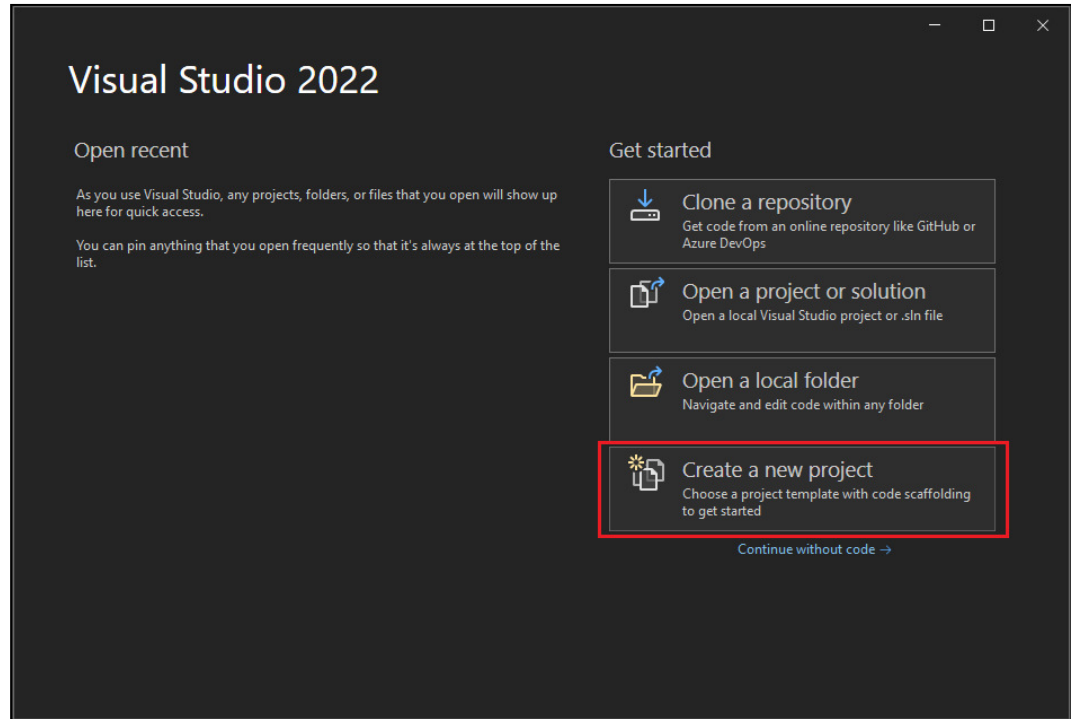 Visual Studio 2022
Open recent
As you use Visual Studio, any projects, folders, or files that you open will show up
here for quick access.
You can pin anything that you open frequently so that it's always at the top of the
list.
Get started
Clone a repository
Get code from an online repository like GitHub or
Azure DevOps
Open a project or solution
Open a local Visual Studio project or .sln file
Open a local folder
Navigate and edit code within any folder
Create a new project
Choose a project template with code scaffolding
to get started
Continue without code →